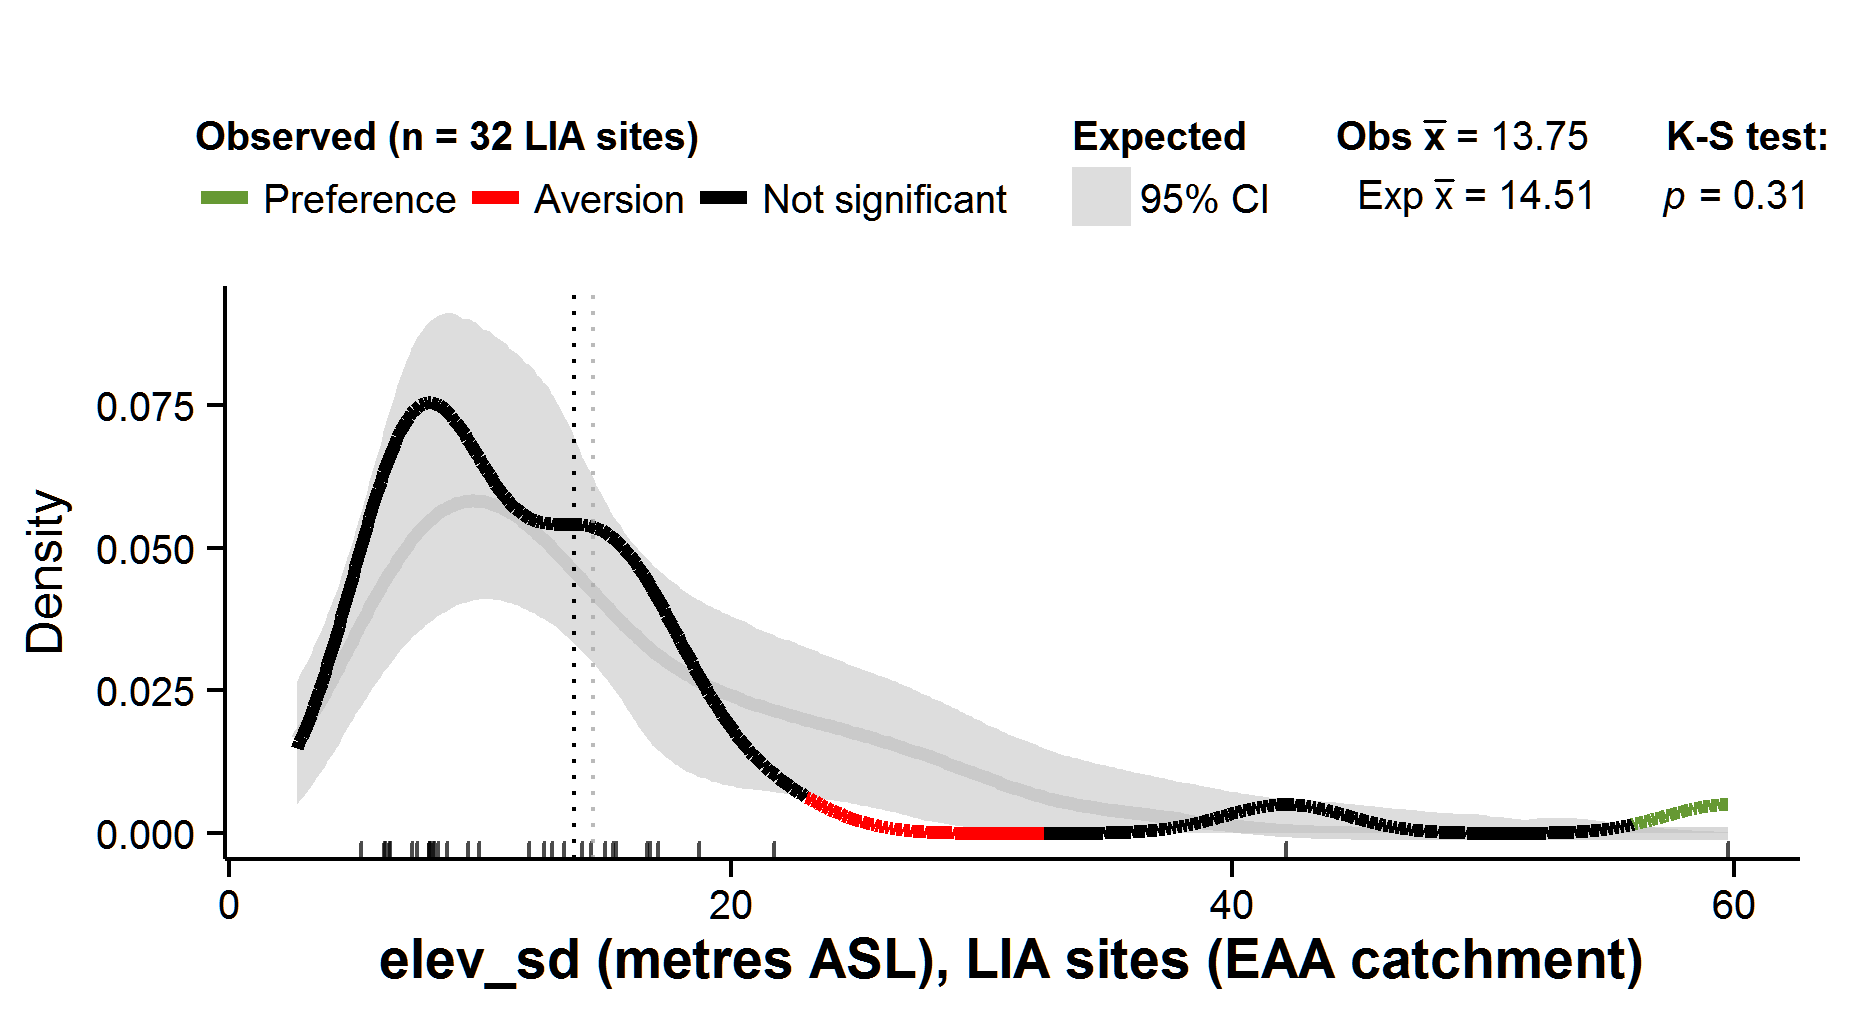 Observed (n = 32 LIA sites) Expected Obs x̅ = 13.75 K-S test:
Preference Aversion Not significant 95% CI Exp x̅ = 14.51 p = 0.31
Density
0.075
0.050
0.025
0.000
0 20 40 60
elev_sd (metres ASL), LIA sites (EAA catchment)